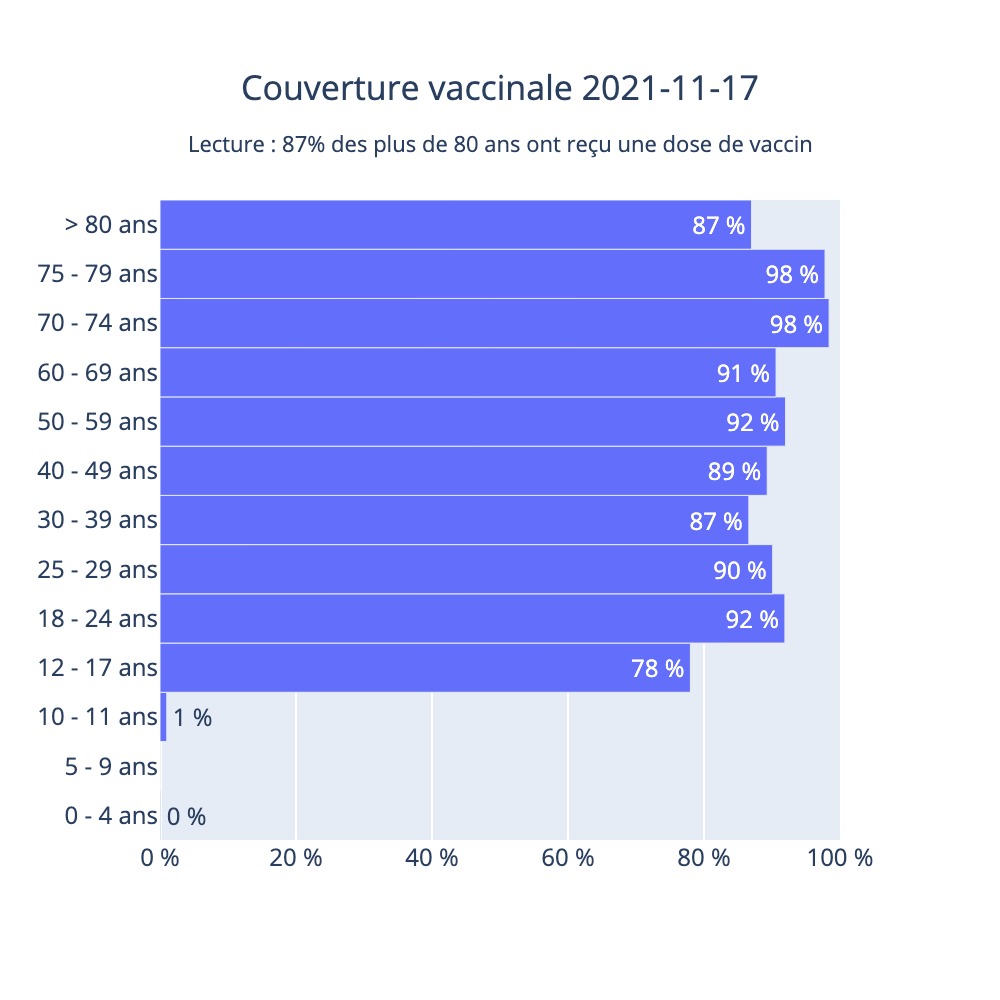 Couverture vaccinale 2021-11-17
Lecture : 87% des plus de 80 ans ont reçu une dose de vaccin
> 80 ans 87 %
75 - 79 ans 98 %
70 - 74 ans 98 %
60 - 69 ans 91 %
50 - 59 ans 92 %
40 - 49 ans 89 %
30 - 39 ans 87 %
25 - 29 ans 90 %
18 - 24 ans 92 %
12 - 17 ans 78 %
10 - 11 ans 1 %
5 - 9 ans
0 - 4 ans 0 %
0 % 20 % 40 % 60 % 80 % 100 %